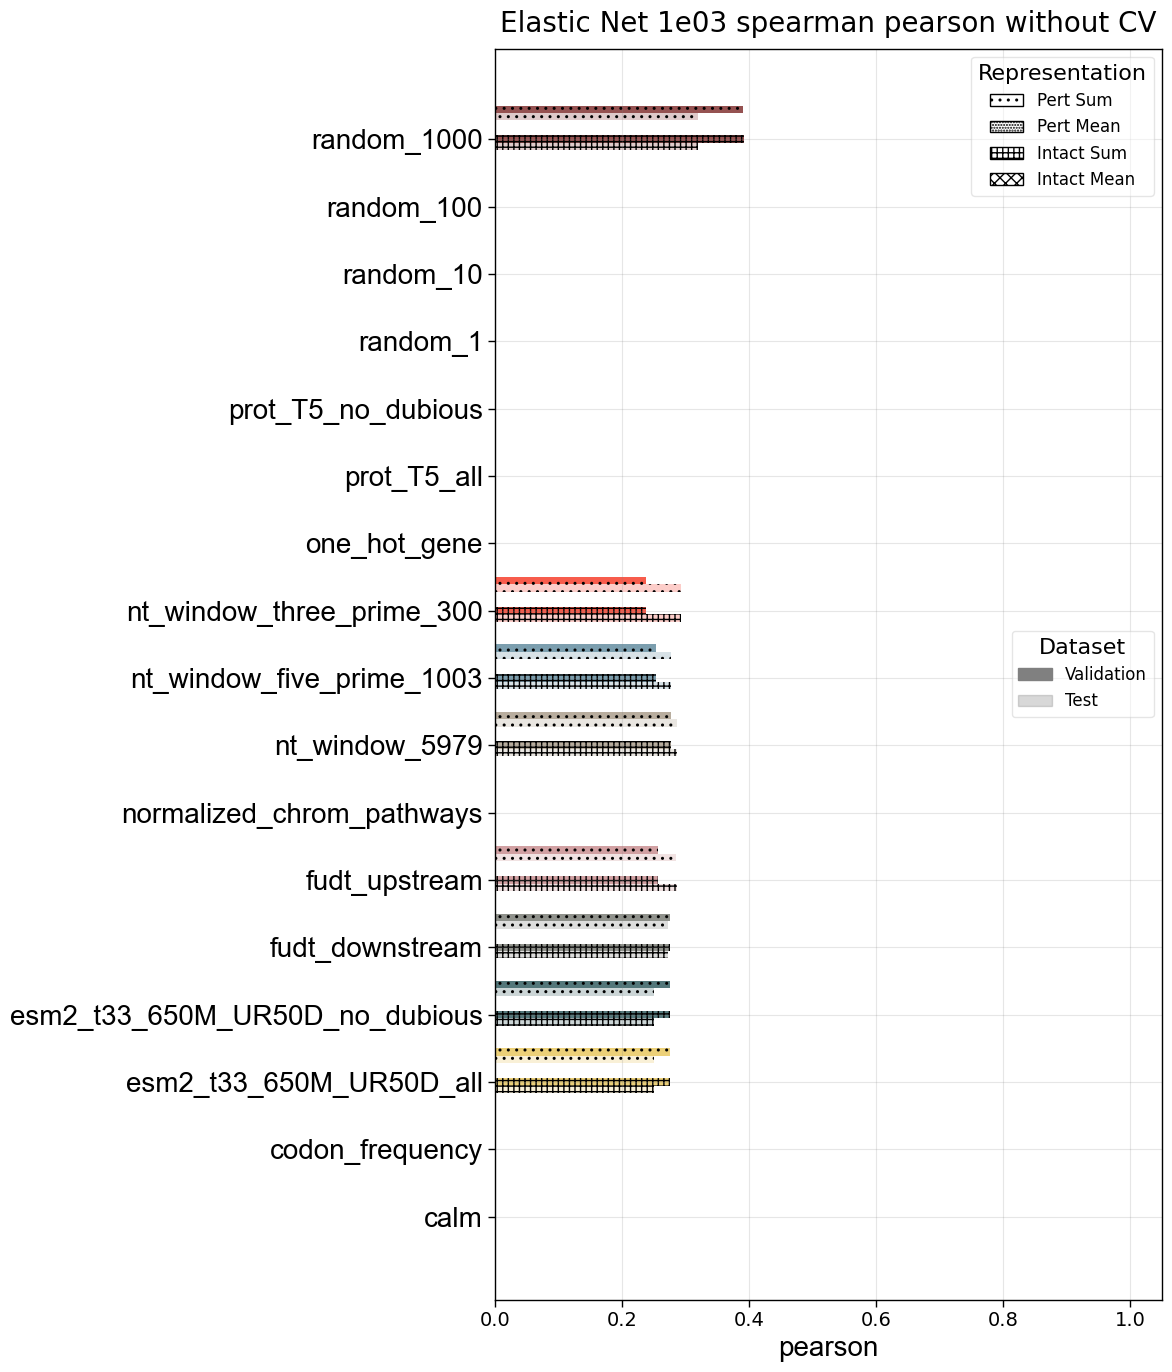 Elastic Net 1e03 spearman pearson without CV
Representation
Pert Sum
Pert Mean
Intact Sum
Intact Mean
random_1000
random_100
random_10
random_1
prot_T5_no_dubious
prot_T5_all
one_hot_gene
nt_window_three_prime_300
nt_window_five_prime_1003
nt_window_5979
normalized_chrom_pathways
fudt_upstream
fudt_downstream
esm2_t33_650M_UR50D_no_dubious
esm2_t33_650M_UR50D_all
codon_frequency
calm
Dataset
Validation
Test
0.0 0.2 0.4 0.6 0.8 1.0
pearson